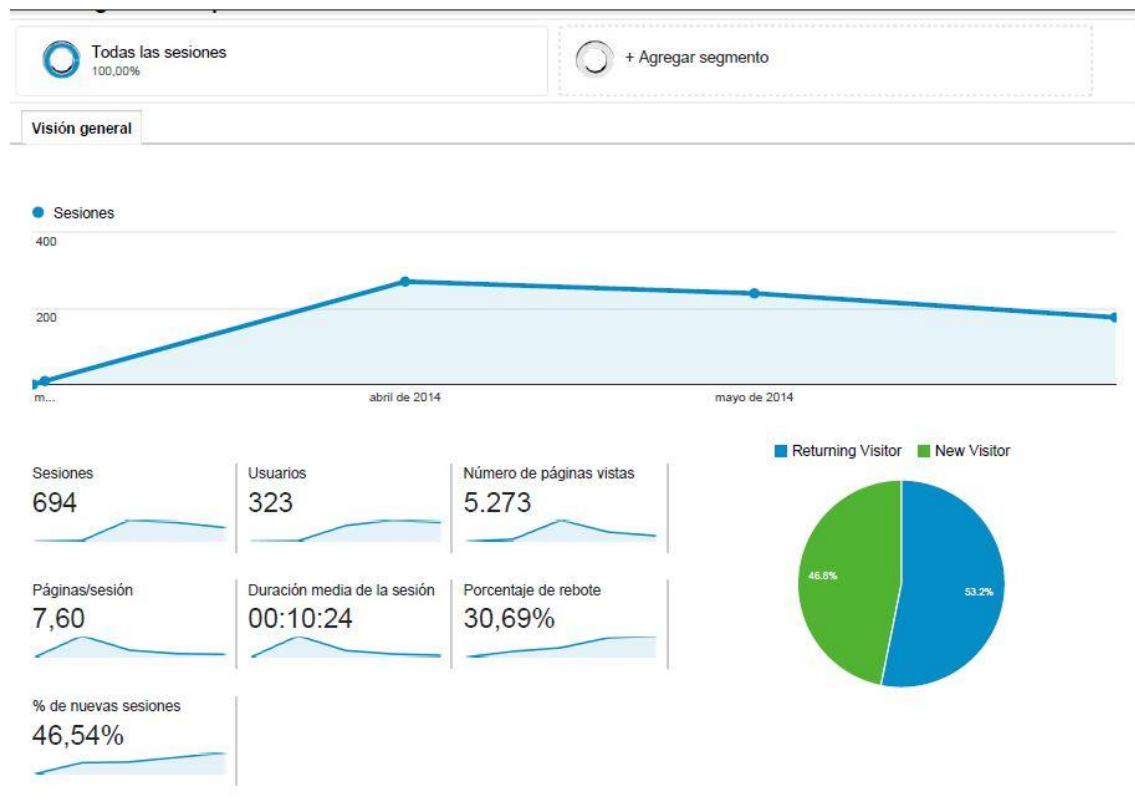 Todas las sesiones
100,00%
+ Agregar segmento
Visión general
Sesiones
400
200
m...
abril de 2014
mayo de 2014
Sesiones
694
Usuarios
323
Número de páginas vistas
5.273
Páginas/sesión
7,60
Duración media de la sesión
00:10:24
Porcentaje de rebote
30,69%
% de nuevas sesiones
46,54%
Returning Visitor
New Visitor
46.8%
53.2%